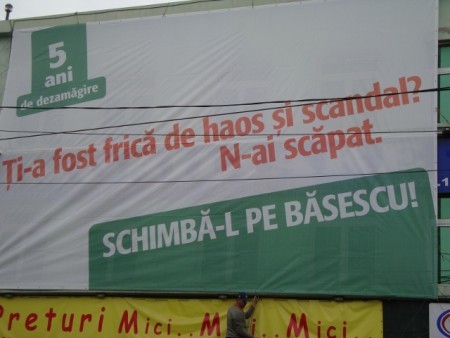 5
ani
de dezamăgire
Ți-a fost frică de haos și scandal?
N-ai scăpat.
SCHIMBĂ-L PE BĂSESCU!
Preturi Mici.. Mici.. Mici..